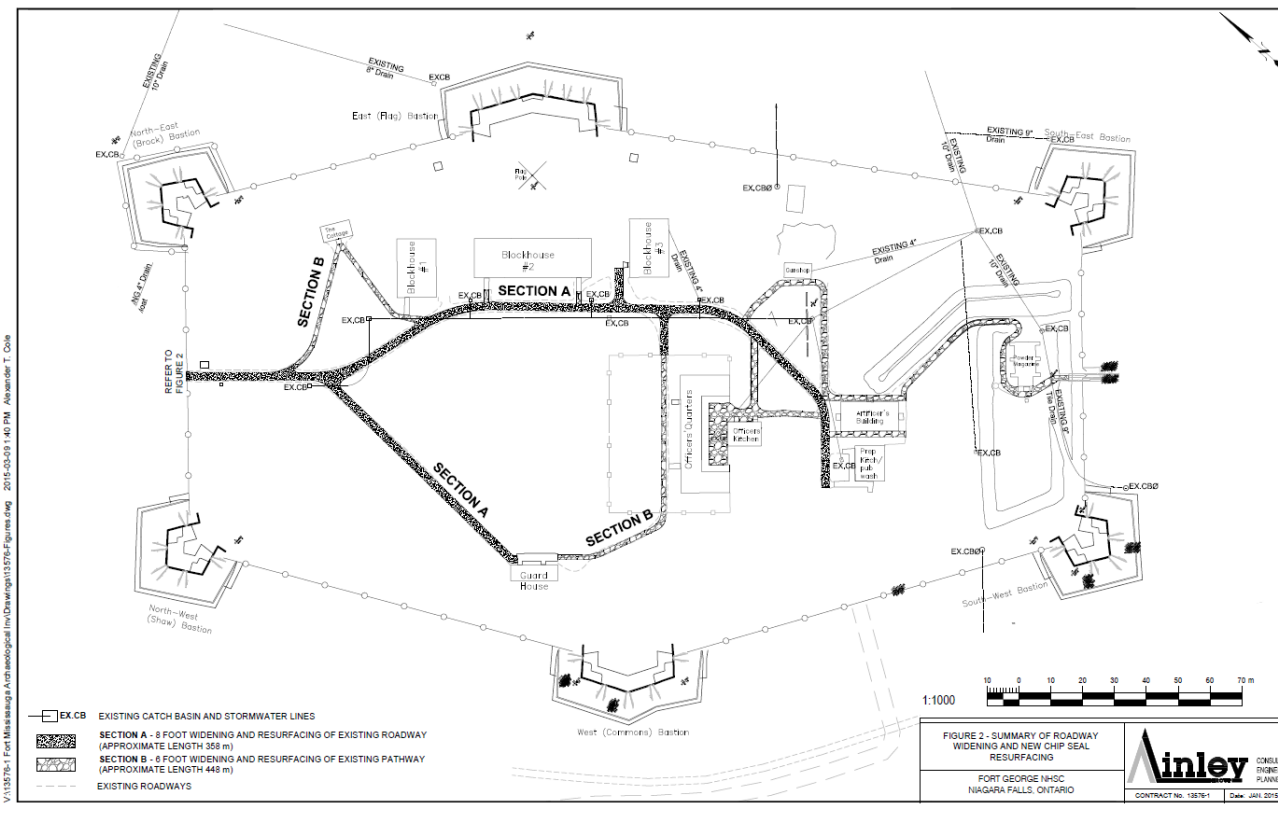 EXISTING
10" Drain
EXISTING
8" Drain
EXCB
East (Flag) Bastion
North-East
(Brock) Bastion
EX.CB
EXISTING 9"
Drain
South-East Bastion
EX.CB
EXISTING
10" Drain
EX.CBØ
Flag
Pole
The
Cottage
Blockhouse
#1
Blockhouse
#2
Blockhouse
#3
EX.CB
EXISTING 4"
Drain
EXISTING
10" Drain
EXISTING 4"
Drain
Gunshop
SECTION B
SECTION A
EX.CB
EX.CB
EX.CB
EX.CB
EX.CB
EX.CB
EX.CB
NG 4" Drain
REFER TO
FIGURE 2
EX.CB
Powder
Magazine
EXISTING 9"
Tile Drain
Officers' Quarters
Officers
Kitchen
Artificer's
Building
Prep
Kitch/
pub
wash
EX.CB
EX.CB
EX.CBØ
SECTION A
SECTION B
Guard
House
EX.CBØ
South-West Bastion
North-West
(Shaw) Bastion
West (Commons) Bastion
V:\13576-1 Fort Mississauga Archaeological Inv\Drawings\13576-Figures.dwg 2015-03-09 1:40 PM Alexander T. Cole
EX.CB EXISTING CATCH BASIN AND STORMWATER LINES
SECTION A - 8 FOOT WIDENING AND RESURFACING OF EXISTING ROADWAY
(APPROXIMATE LENGTH 358 m)
SECTION B - 6 FOOT WIDENING AND RESURFACING OF EXISTING PATHWAY
(APPROXIMATE LENGTH 448 m)
EXISTING ROADWAYS
1:1000
10 0 10 20 30 40 50 60 70 m
FIGURE 2 - SUMMARY OF ROADWAY
WIDENING AND NEW CHIP SEAL
RESURFACING
FORT GEORGE NHSC
NIAGARA FALLS, ONTARIO
Ainley
GROUP
CONSUL
ENGINE
PLANNE
CONTRACT No. 13576-1
Date: JAN. 2015